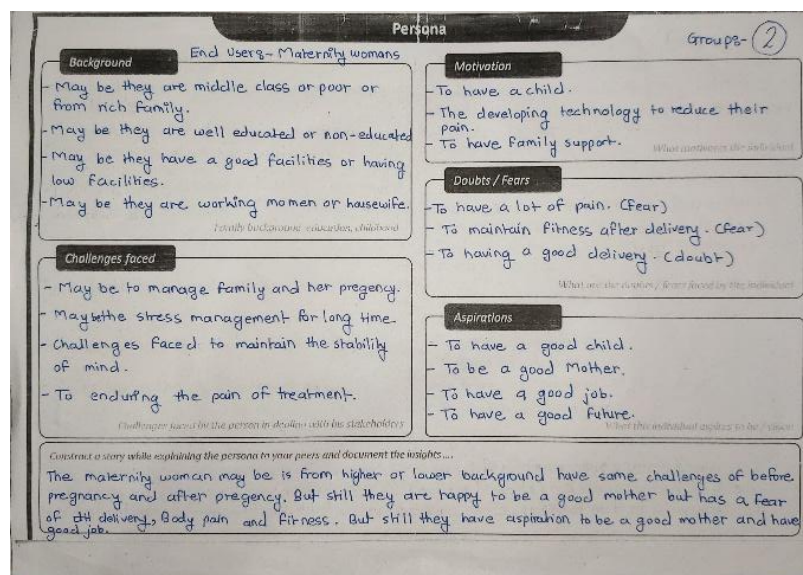 Persona
End Users- Maternity womans
Groups- 2
Background
- May be they are middle class or poor or
from rich family.
- May be they are well educated or non-educated
- May be they have a good facilities or having
low facilities.
- May be they are working momen or housewife.
Family background, education, childhood
Motivation
- To have a child.
- The developing technology to reduce their
pain.
- To have family support.
What motivates the individual
Doubts / Fears
- To have a lot of pain. (fear)
- To maintain fitness after delivery. (fear)
- To having a good delivery. (doubt)
What are the doubts / fears faced by the individual
Challenges faced
- May be to manage family and her pregency.
- Maybethe stress management for long time.
- Challenges faced to maintain the stability
of mind.
- To enduring the pain of treatment.
Challenges faced by the person in dealing with his stakeholders
Aspirations
- To have a good child.
- To be a good Mother.
- To have a good job.
- To have a good future.
What this individual aspires to be /
Construct a story while explaining the persona to your peers and document the insights....
The maternity woman may be is from higher or lower background have some challenges of before
pregnancy and after pregency. But still they are happy to be a good mother but has a fear
of delivery, Body pain and fitness. But still they have aspiration to be a good mother and have
good job.